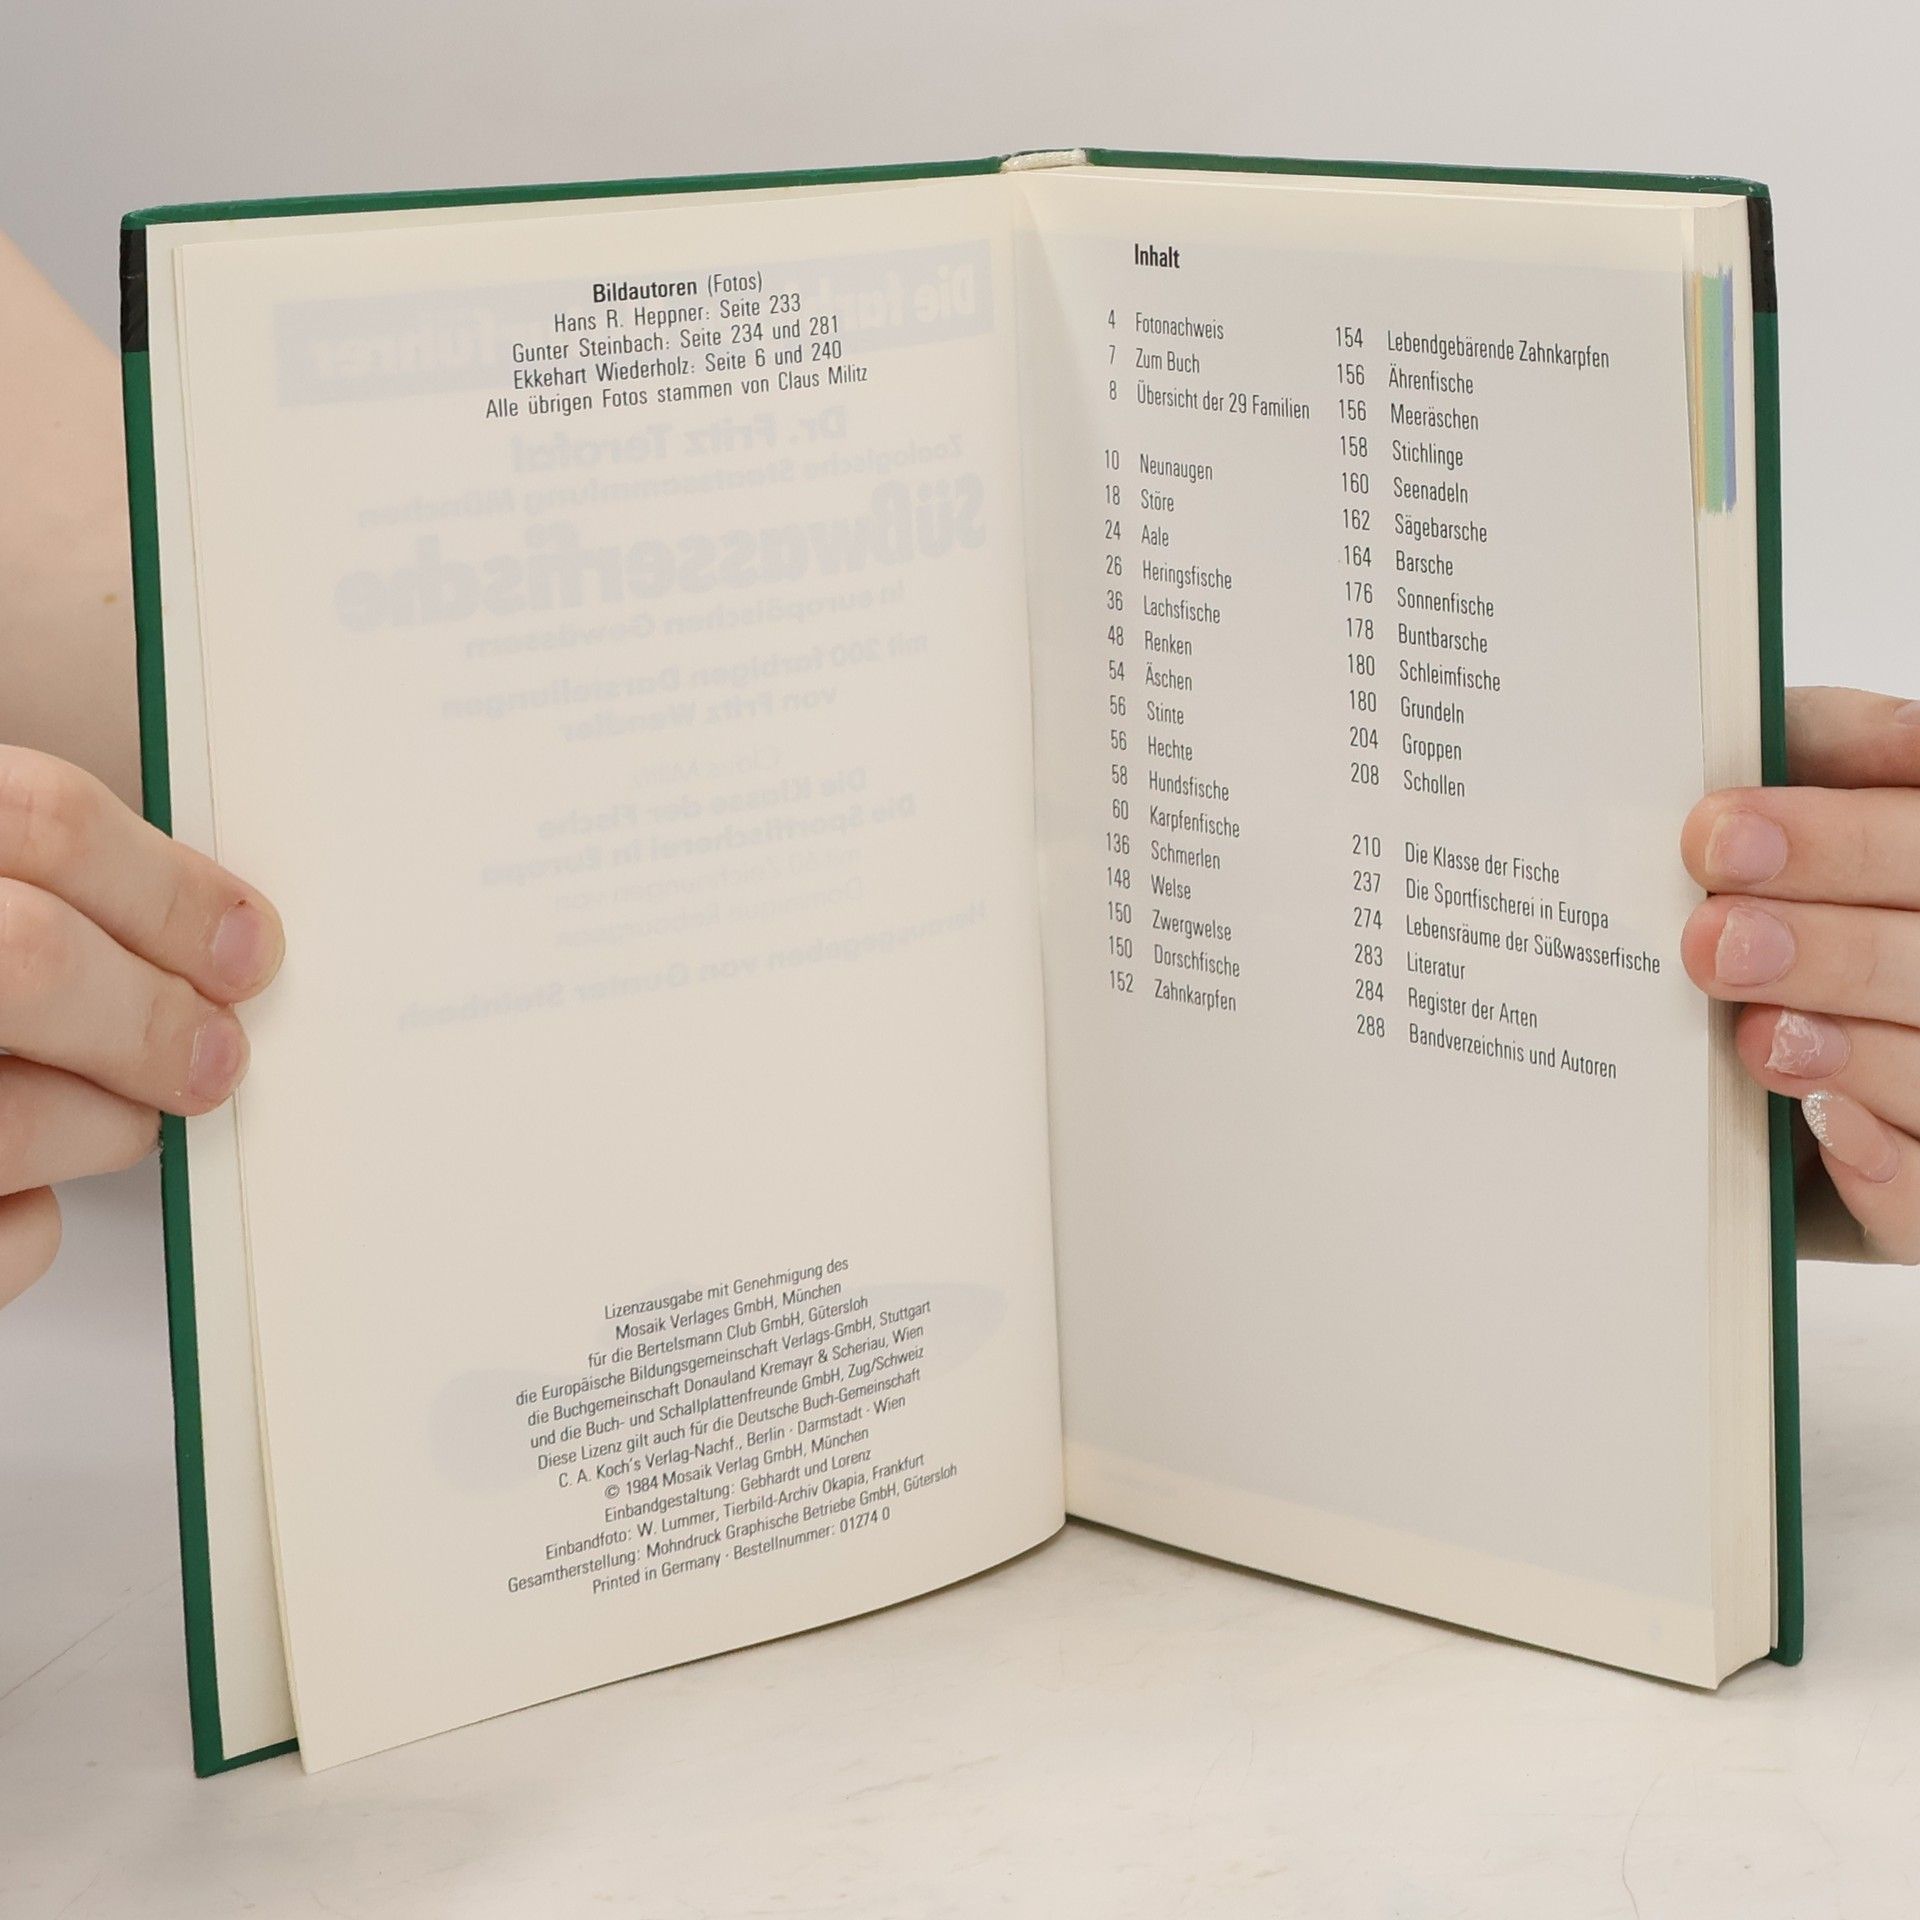 Bildautoren (Fotos)
Hans R. Heppner: Seite 233
Gunter Steinbach: Seite 234 und 281
Ekkehart Wiederholz: Seite 6 und 240
Alle übrigen Fotos stammen von Claus Militz
Lizenzausgabe mit Genehmigung des
Mosaik Verlages GmbH, München
für die Bertelsmann Club GmbH, Gütersloh
die Europäische Bildungsgemeinschaft Verlags-GmbH, Stuttgart
die Buchgemeinschaft Donauland Kremayr & Scheriau, Wien
und die Buch- und Schallplattenfreunde GmbH, Zug/Schweiz
Diese Lizenz gilt auch für die Deutsche Buch-Gemeinschaft
C. A. Koch's Verlag-Nachf., Berlin · Darmstadt · Wien
© 1984 Mosaik Verlag GmbH, München
Einbandgestaltung: Gebhardt und Lorenz
Einbandfoto: W. Lummer, Tierbild-Archiv Okapia, Frankfurt
Gesamtherstellung: Mohndruck Graphische Betriebe GmbH, Gütersloh
Printed in Germany · Bestellnummer: 01274 0
Inhalt
4 Fotonachweis
7 Zum Buch
8 Übersicht der 29 Familien
10 Neunaugen
18 Störe
24 Aale
26 Heringsfische
36 Lachsfische
48 Renken
54 Äschen
56 Stinte
56 Hechte
58 Hundsfische
60 Karpfenfische
136 Schmerlen
148 Welse
150 Zwergwelse
150 Dorschfische
152 Zahnkarpfen
154 Lebendgebärende Zahnkarpfen
156 Ährenfische
156 Meeräschen
158 Stichlinge
160 Seenadeln
162 Sägebarsche
164 Barsche
176 Sonnenfische
178 Buntbarsche
180 Schleimfische
180 Grundeln
204 Groppen
208 Schollen
210 Die Klasse der Fische
237 Die Sportfischerei in Europa
274 Lebensräume der Süßwasserfische
283 Literatur
284 Register der Arten
288 Bandverzeichnis und Autoren